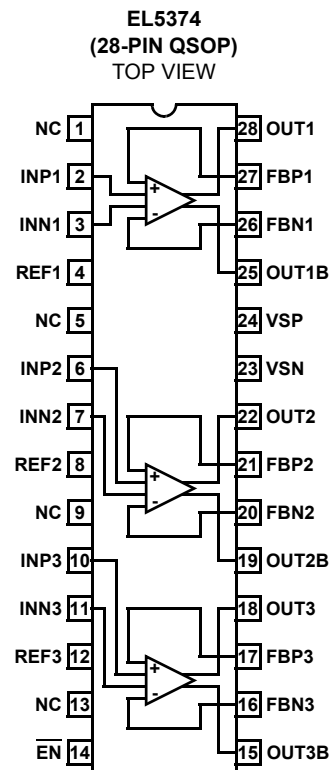 EL5374
(28-PIN QSOP)
TOP VIEW
NC 1 28 OUT1
INP1 2 27 FBP1
INN1 3 26 FBN1
REF1 4 25 OUT1B
NC 5 24 VSP
INP2 6 23 VSN
INN2 7 22 OUT2
REF2 8 21 FBP2
NC 9 20 FBN2
INP3 10 19 OUT2B
INN3 11 18 OUT3
REF3 12 17 FBP3
NC 13 16 FBN3
EN 14 15 OUT3B
+
-
+
-
+
-